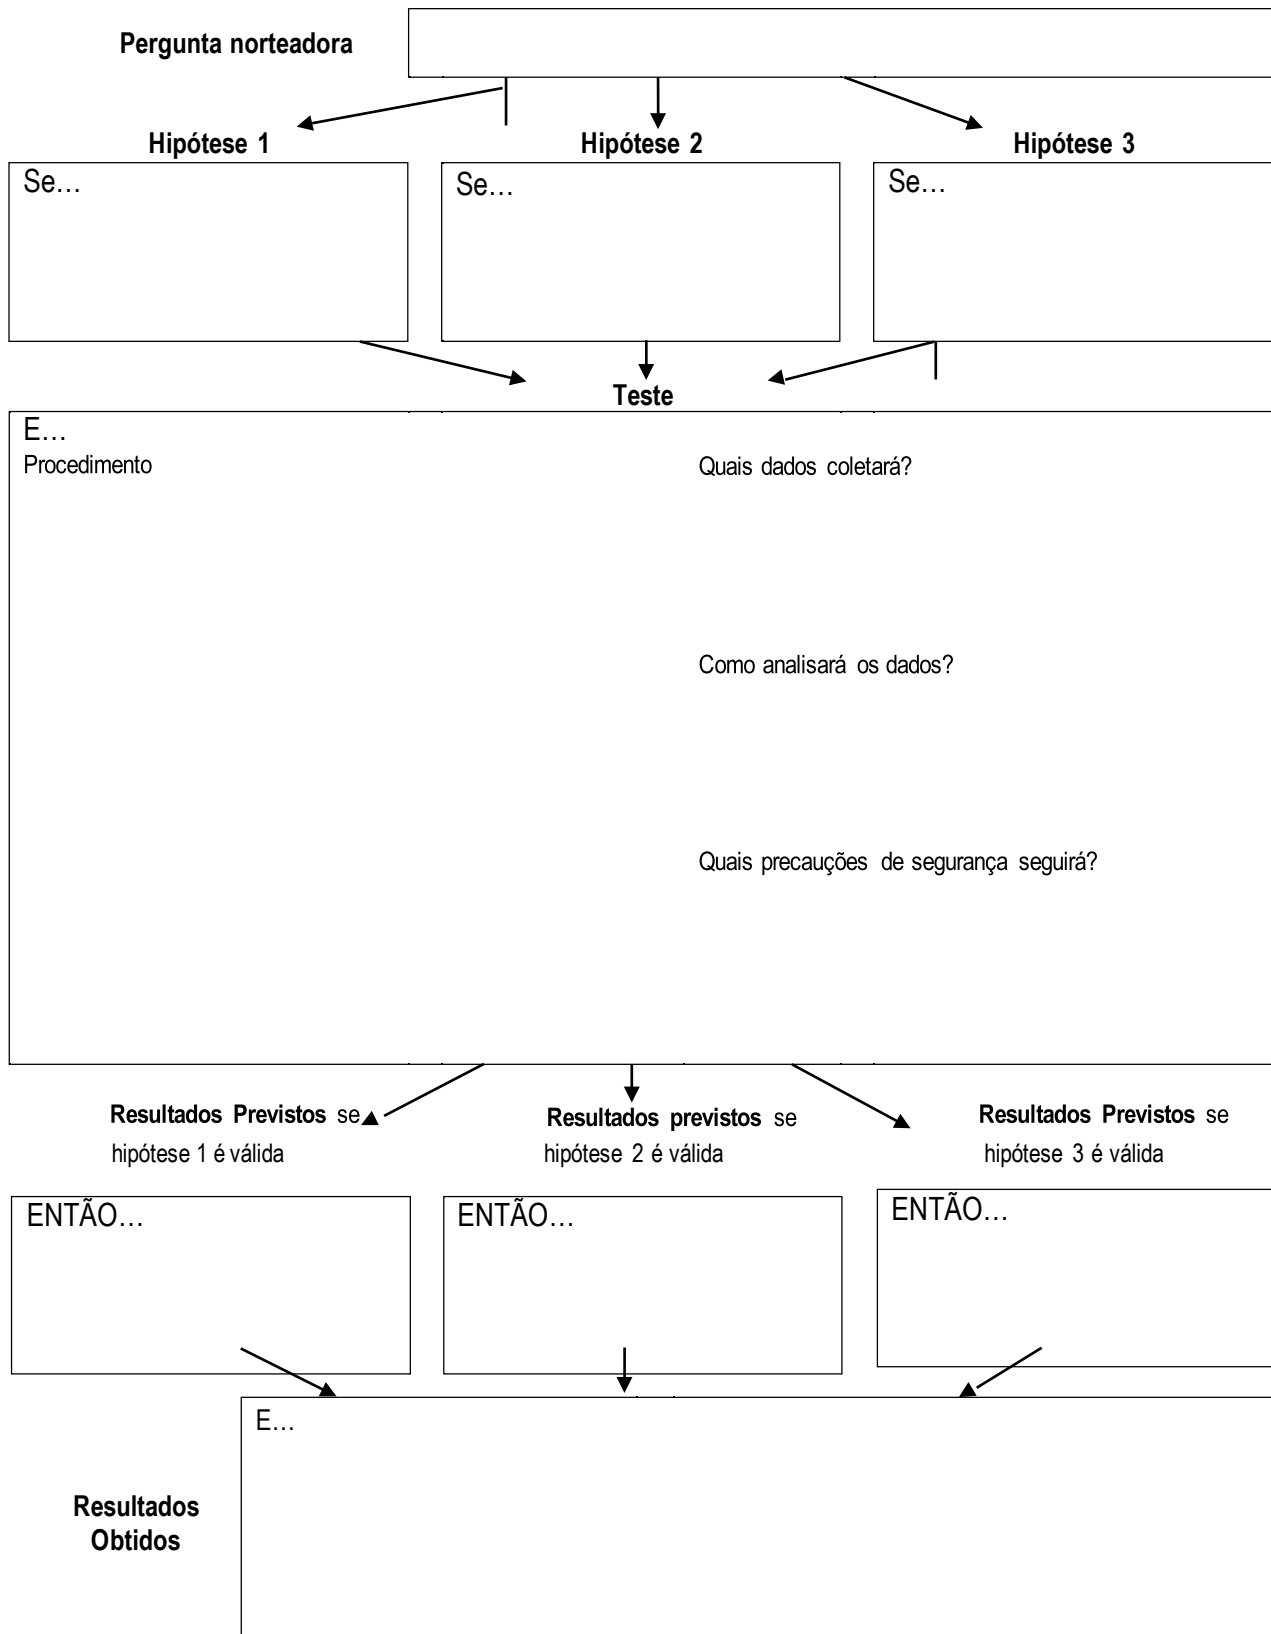 Pergunta norteadora
Hipótese 1
Hipótese 2
Hipótese 3
Se…
Se…
Se…
Teste
E…
Procedimento
Quais dados coletará?
Como analisará os dados?
Quais precauções de segurança seguirá?
Resultados Previstos se
hipótese 1 é válida
Resultados previstos se
hipótese 2 é válida
Resultados Previstos se
hipótese 3 é válida
ENTÃO…
ENTÃO…
ENTÃO…
E…
Resultados
Obtidos